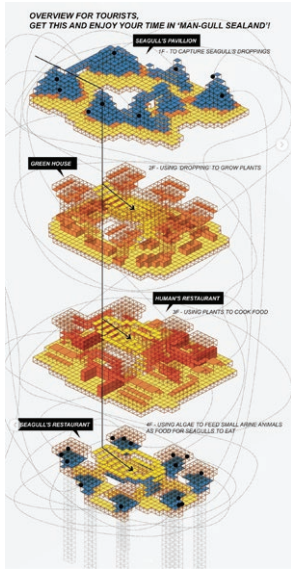 OVERVIEW FOR TOURISTS,
GET THIS AND ENJOY YOUR TIME IN 'MAN-GULL SEALAND'!
SEAGULL'S PAVILION
1F - TO CAPTURE SEAGULL'S DROPPINGS
GREEN HOUSE
2F - USING DROPPING TO GROW PLANTS
HUMAN'S RESTAURANT
3F - USING PLANTS TO COOK FOOD
SEAGULL'S RESTAURANT
4F - USING ALGAE TO FEED SMALL ARINE ANIMALS
AS FOOD FOR SEAGULLS TO EAT